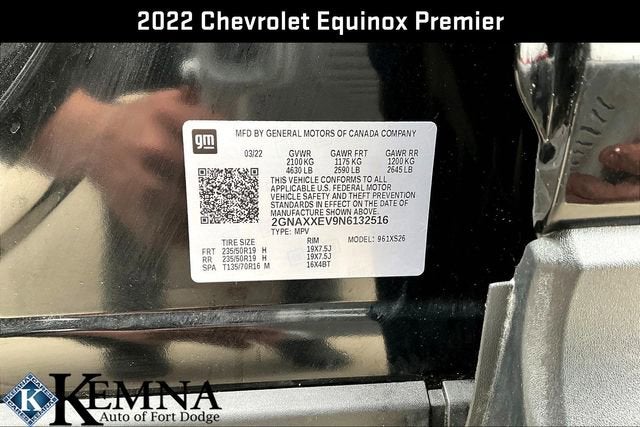 2022 Chevrolet Equinox Premier
gm
MFD BY GENERAL MOTORS OF CANADA COMPANY
03/22 GVWR GAWR FRT GAWR RR
2100 KG 1175 KG 1200 KG
4630 LB 2590 LB 2645 LB
THIS VEHICLE CONFORMS TO ALL
APPLICABLE U.S. FEDERAL MOTOR
VEHICLE SAFETY AND THEFT PREVENTION
STANDARDS IN EFFECT ON THE DATE OF
MANUFACTURE SHOWN ABOVE.
2GNAXXEV9N6132516
TYPE: MPV MODEL: 961XS26
TIRE SIZE RIM
FRT 235/50R19 H 19X7.5J
RR 235/50R19 H 19X7.5J
SPA T135/70R16 M 16X4BT
K
KEMNA
Auto of Fort Dodge